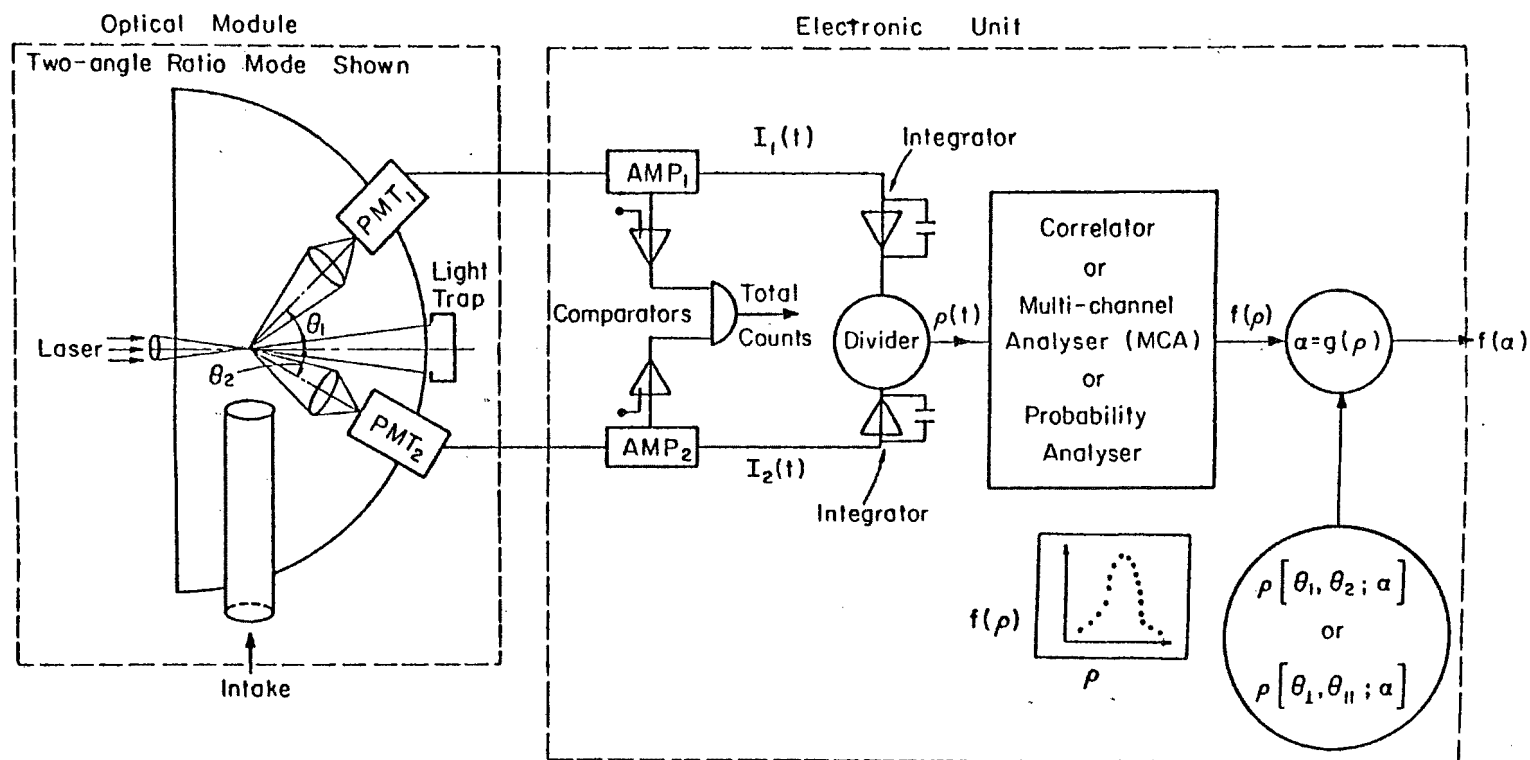 Optical Module
Two-angle Ratio Mode Shown
PMT₁
Light
Trap
Laser
θ₁
θ₂
PMT₂
Intake
Electronic Unit
AMP₁
I₁(t)
Integrator
Comparators
Total
Counts
Divider
ρ(t)
AMP₂
I₂(t)
Integrator
Correlator
or
Multi-channel
Analyser (MCA)
or
Probability
Analyser
f(ρ)
α=g(ρ)
f(α)
f(ρ)
ρ
ρ[θ₁, θ₂; α]
or
ρ[θ⊥, θ||; α]